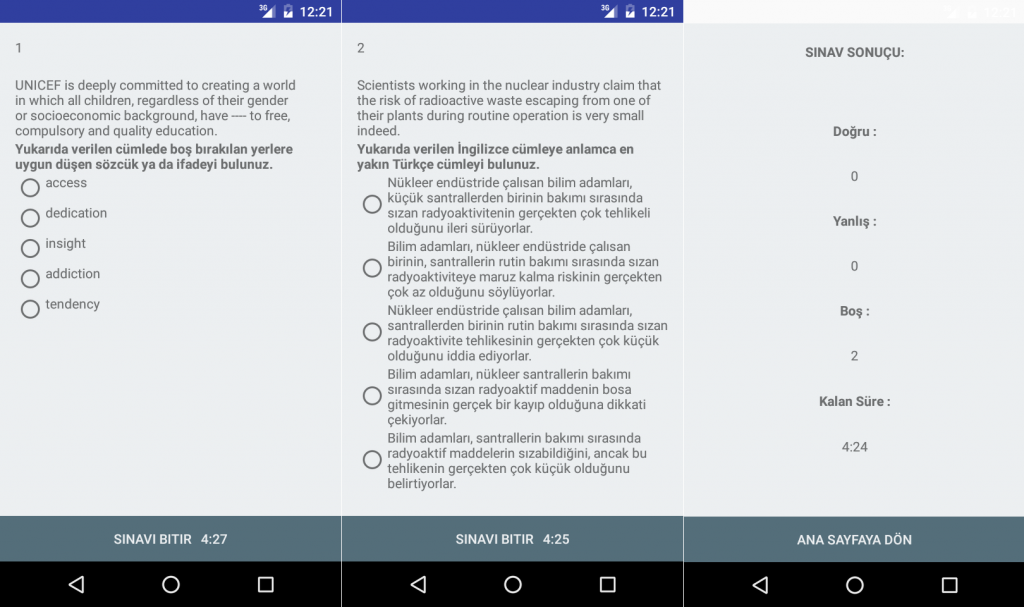 3G 12:21
1
UNICEF is deeply committed to creating a world
in which all children, regardless of their gender
or socioeconomic background, have ---- to free,
compulsory and quality education.
Yukarıda verilen cümlede boş bırakılan yerlere
uygun düşen sözcük ya da ifadeyi bulunuz.
access
dedication
insight
addiction
tendency
SINAVI BITIR 4:27
3G 12:21
2
Scientists working in the nuclear industry claim that
the risk of radioactive waste escaping from one of
their plants during routine operation is very small
indeed.
Yukarıda verilen İngilizce cümleye anlamca en
yakın Türkçe cümleyi bulunuz.
Nükleer endüstride çalısan bilim adamları,
küçük santrallerden birinin bakımı sırasında
sızan radyoaktivitenin gerçekten çok tehlikeli
olduğunu ileri sürüyorlar.
Bilim adamları, nükleer endüstride çalısan
birinin, santrallerin rutin bakımı sırasında sızan
radyoaktiviteye maruz kalma riskinin gerçekten
çok az olduğunu söylüyorlar.
Nükleer endüstride çalısan bilim adamları,
santrallerden birinin rutin bakımı sırasında sızan
radyoaktivite tehlikesinin gerçekten çok küçük
olduğunu iddia ediyorlar.
Bilim adamları, nükleer santrallerin bakımı
sırasında sızan radyoaktif maddenin bosa
gitmesinin gerçek bir kayıp olduğuna dikkati
çekiyorlar.
Bilim adamları, santrallerin bakımı sırasında
radyoaktif maddelerin sızabildiğini, ancak bu
tehlikenin gerçekten çok küçük olduğunu
belirtiyorlar.
SINAVI BITIR 4:25
12:21
SINAV SONUÇU:
Doğru :
0
Yanlış :
0
Boş :
2
Kalan Süre :
4:24
ANA SAYFAYA DÖN